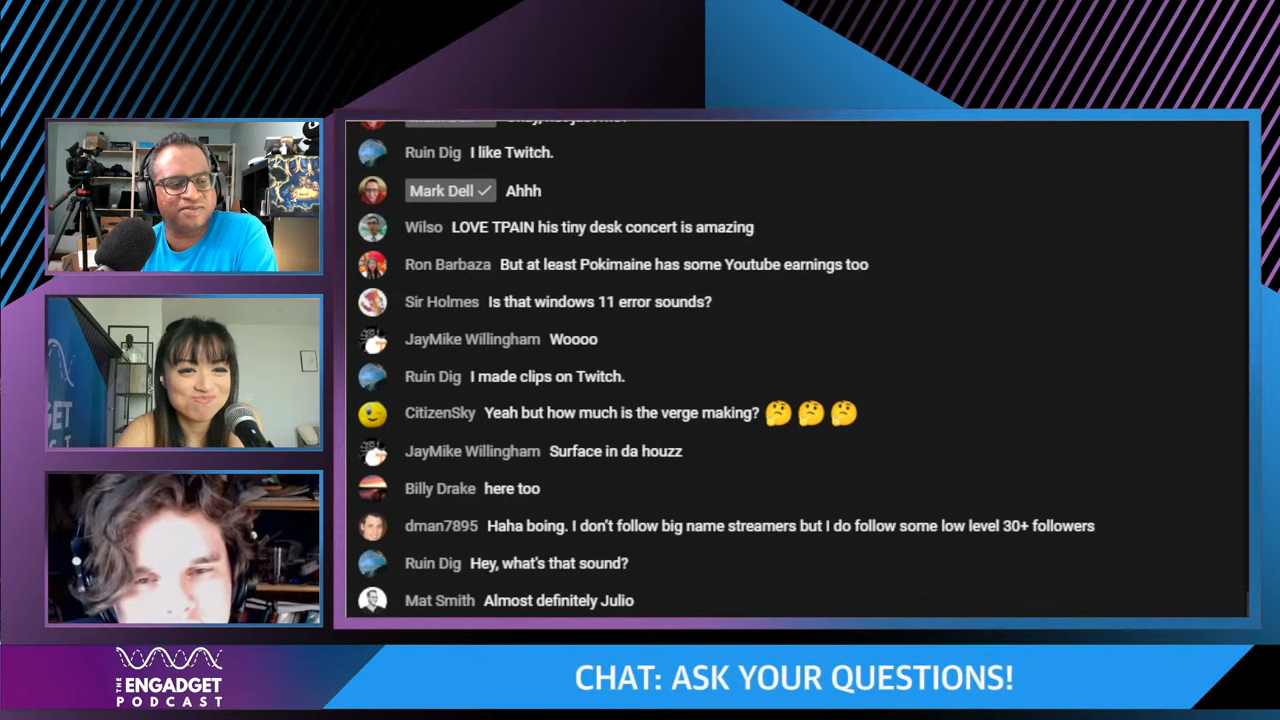 Ruin Dig I like Twitch.
Mark Dell ✓ Ahhh
Wilso LOVE TPAIN his tiny desk concert is amazing
Ron Barbaza But at least Pokimaine has some Youtube earnings too
Sir Holmes Is that windows 11 error sounds?
JayMike Willingham Woooo
Ruin Dig I made clips on Twitch.
CitizenSky Yeah but how much is the verge making? 🤔 🤔 🤔
JayMike Willingham Surface in da houzz
Billy Drake here too
dman7895 Haha boing. I don't follow big name streamers but I do follow some low level 30+ followers
Ruin Dig Hey, what's that sound?
Mat Smith Almost definitely Julio
THE
ENGADGET
PODCAST
CHAT: ASK YOUR QUESTIONS!